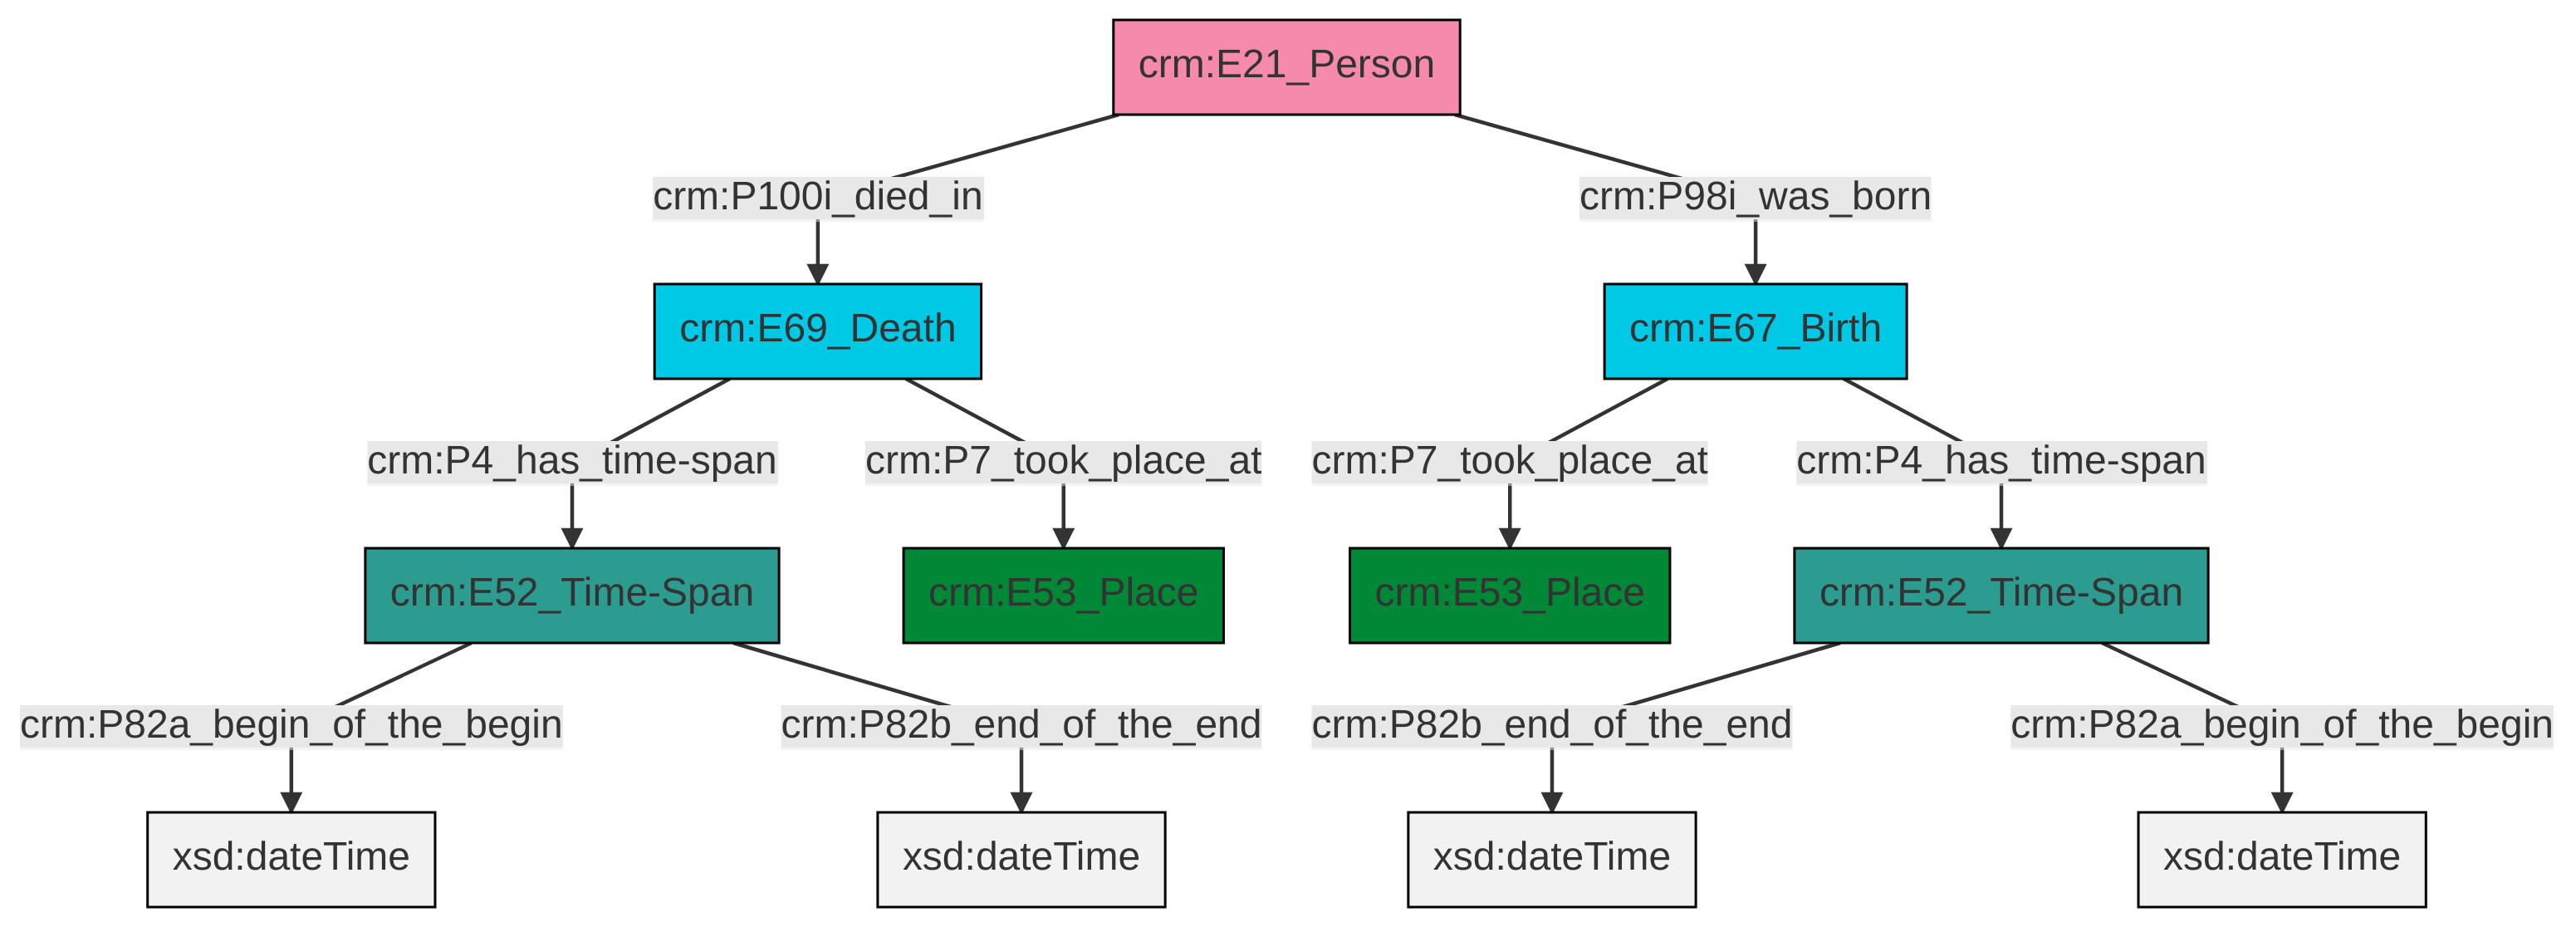 crm:E21_Person
crm:P100i_died_in
crm:P98i_was_born
crm:E69_Death
crm:E67_Birth
crm:P4_has_time-span
crm:P7_took_place_at
crm:P7_took_place_at
crm:P4_has_time-span
crm:E52_Time-Span
crm:E53_Place
crm:E53_Place
crm:E52_Time-Span
crm:P82a_begin_of_the_begin
crm:P82b_end_of_the_end
crm:P82b_end_of_the_end
crm:P82a_begin_of_the_begin
xsd:dateTime
xsd:dateTime
xsd:dateTime
xsd:dateTime